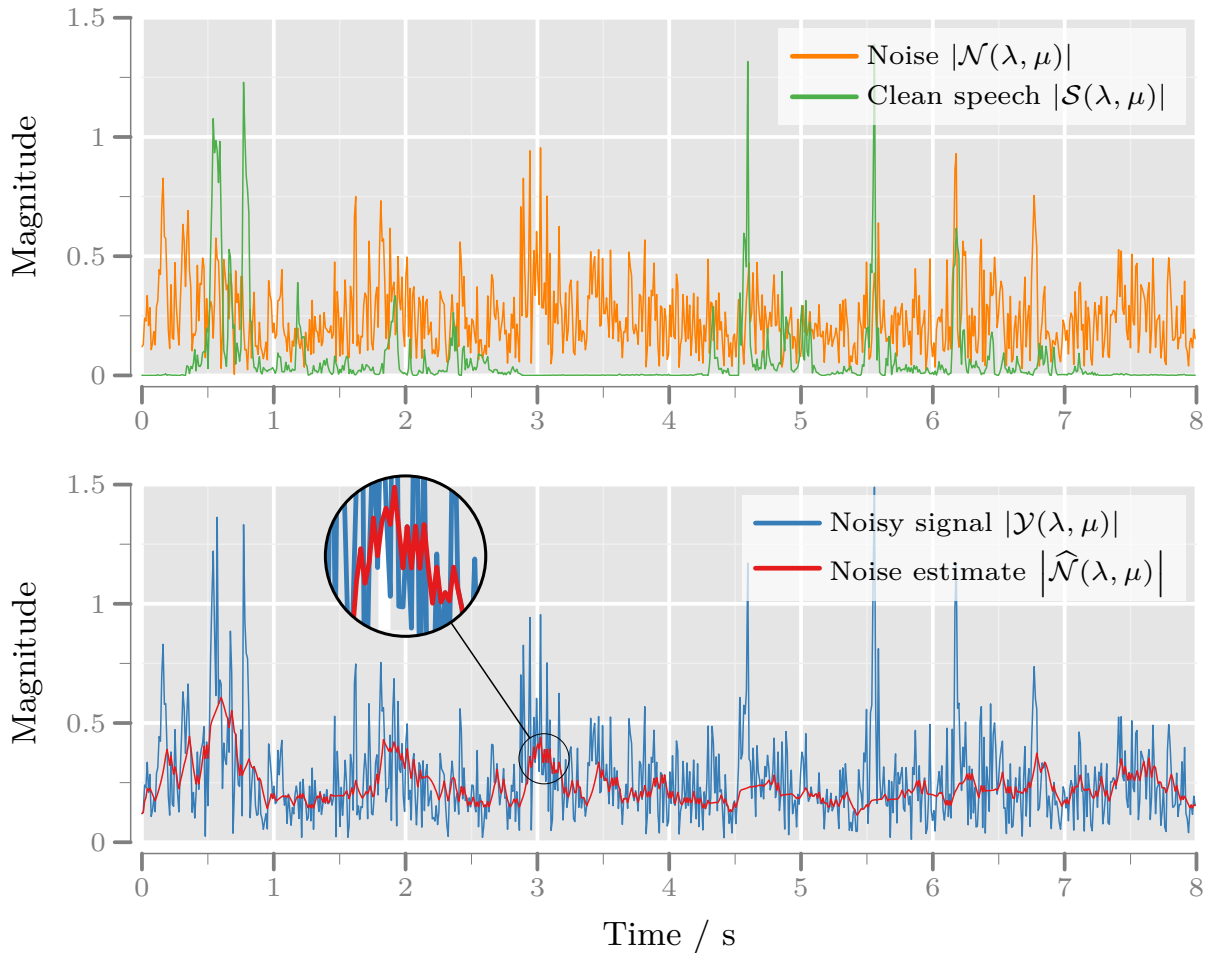 1.5
Noise |𝒩(λ, μ)|
Clean speech |𝒮(λ, μ)|
1
0.5
0
Magnitude
0 1 2 3 4 5 6 7 8
1.5
Noisy signal |𝒴(λ, μ)|
Noise estimate |𝒩̂(λ, μ)|
1
0.5
0
Magnitude
0 1 2 3 4 5 6 7 8
Time / s